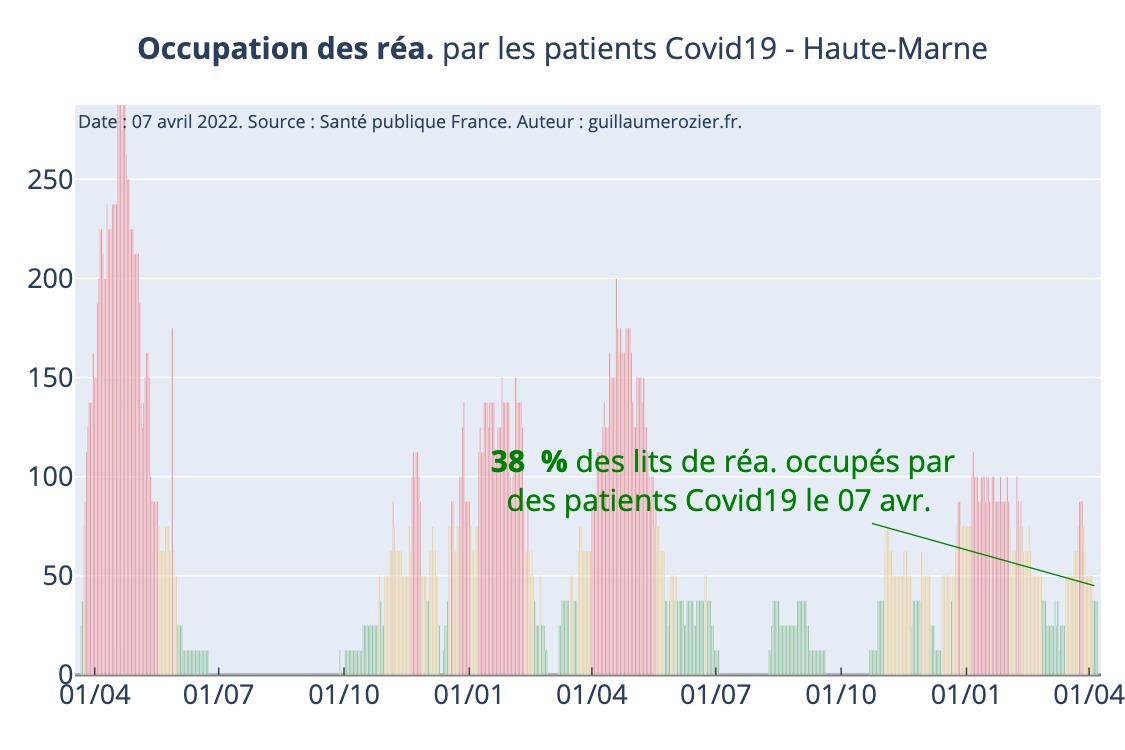 Occupation des réa. par les patients Covid19 - Haute-Marne
Date : 07 avril 2022. Source : Santé publique France. Auteur : guillaumerozier.fr.
250
200
150
100
50
0
38 % des lits de réa. occupés par
des patients Covid19 le 07 avr.
01/04 01/07 01/10 01/01 01/04 01/07 01/10 01/01 01/04